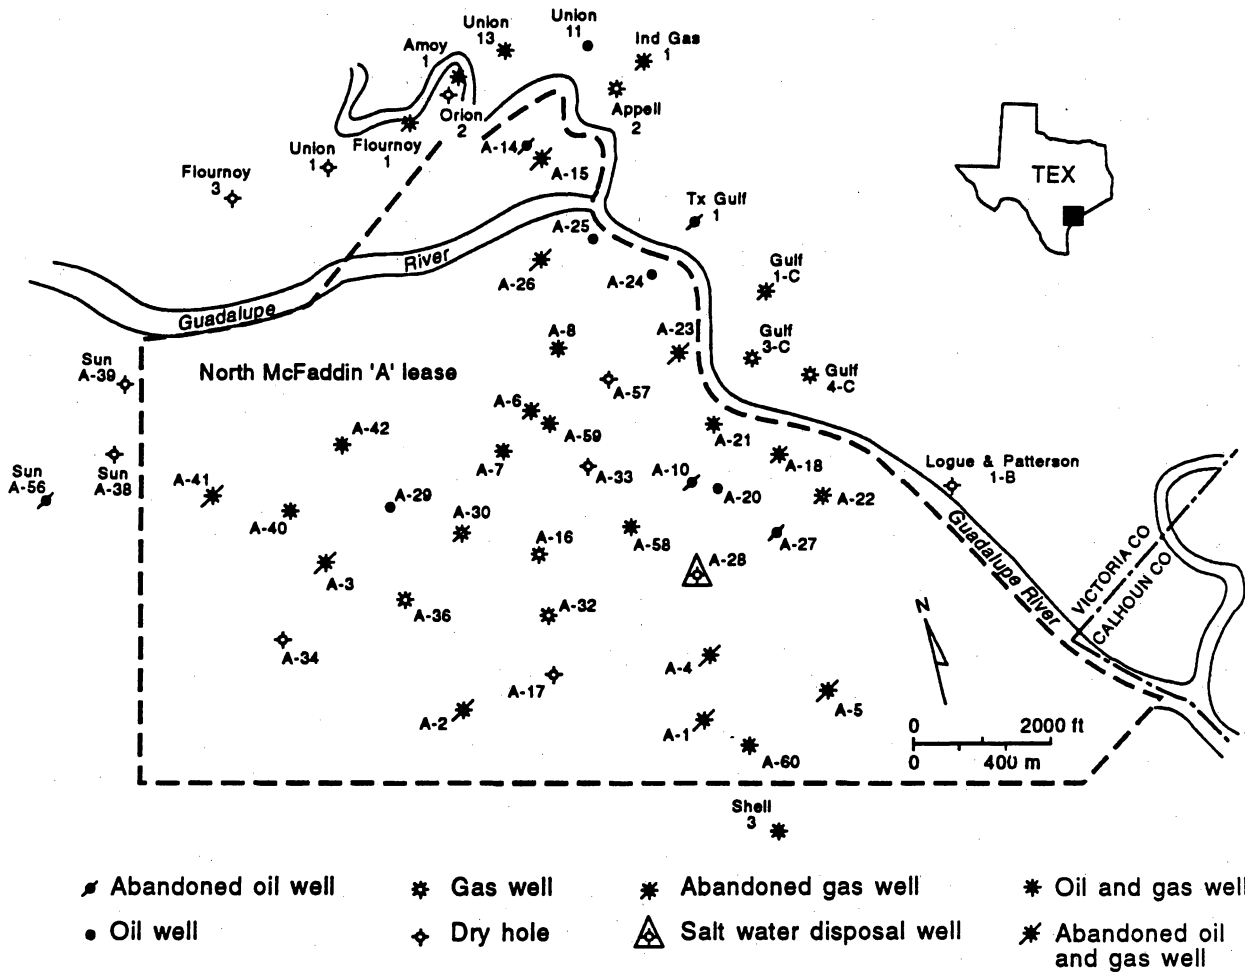 Union
11
Union
13
Ind Gas
1
Amoy
1
Appell
2
Orion
2
Flournoy
1
Union
1
Flournoy
3
A-14
A-15
TEX
Tx Gulf
1
A-25
River
A-26
A-24
Gulf
1-C
Guadalupe
A-8
A-23
Gulf
3-C
Gulf
4-C
Sun
A-39
North McFaddin 'A' lease
A-57
A-6
A-42
A-59
A-21
A-7
A-18
Sun
A-56
Sun
A-38
A-41
A-33
A-10
Logue & Patterson
1-B
A-29
A-20
A-22
A-40
A-30
A-16
A-58
A-27
Guadalupe River
VICTORIA CO
CALHOUN CO
A-28
A-3
A-36
A-32
N
A-34
A-4
A-17
A-2
A-1
A-5
0 2000 ft
0 400 m
A-60
Shell
3
Abandoned oil well
Gas well
Abandoned gas well
Oil and gas well
Oil well
Dry hole
Salt water disposal well
Abandoned oil
and gas well